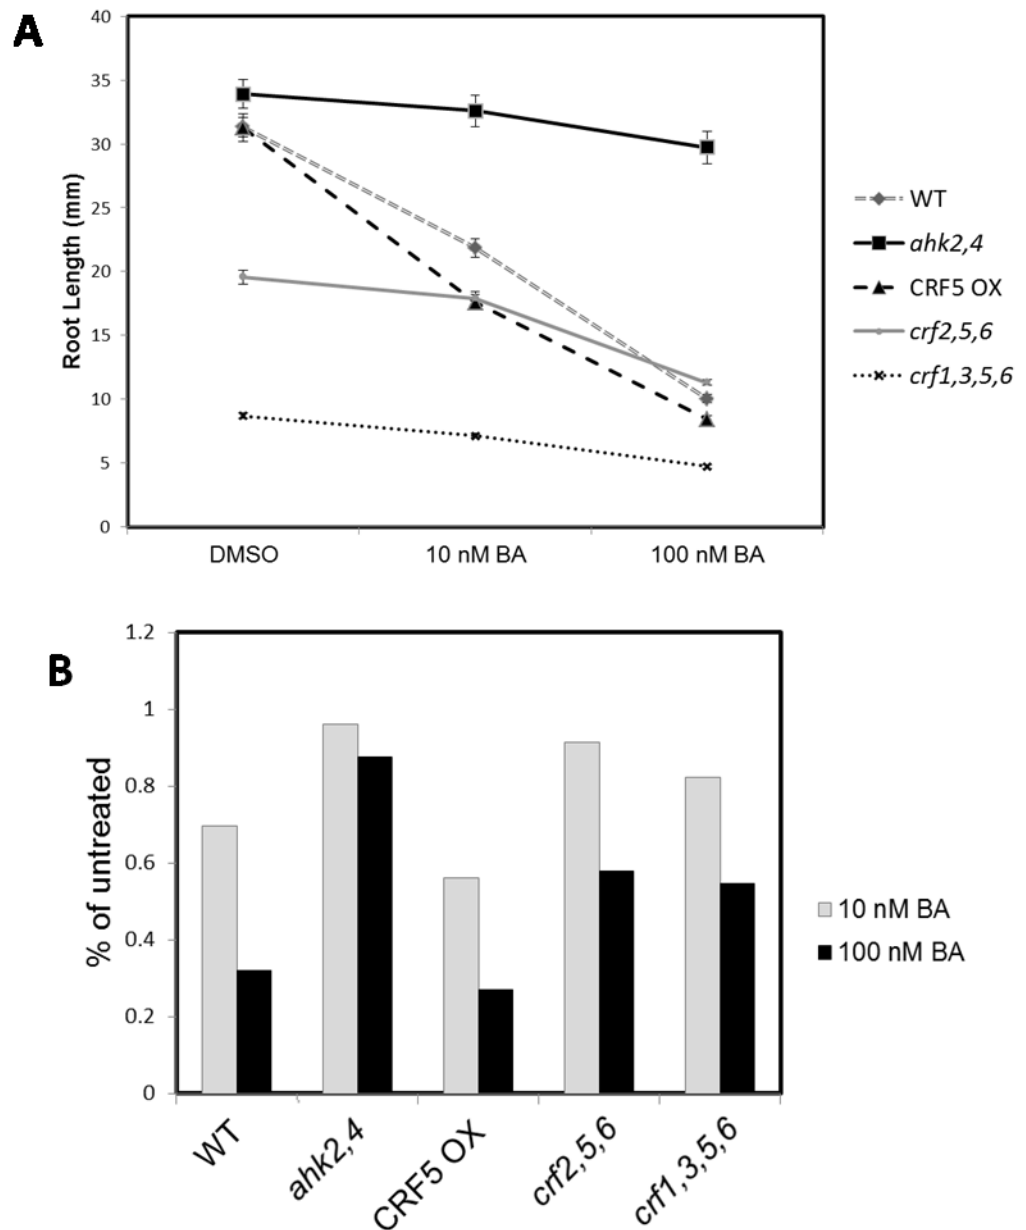 A
40
35
30
25
20
15
10
5
0
Root Length (mm)
DMSO 10 nM BA 100 nM BA
WT
ahk2,4
CRF5 OX
crf2,5,6
crf1,3,5,6
B
1.2
1
0.8
0.6
0.4
0.2
0
% of untreated
WT ahk2,4 CRF5 OX crf2,5,6 crf1,3,5,6
10 nM BA
100 nM BA